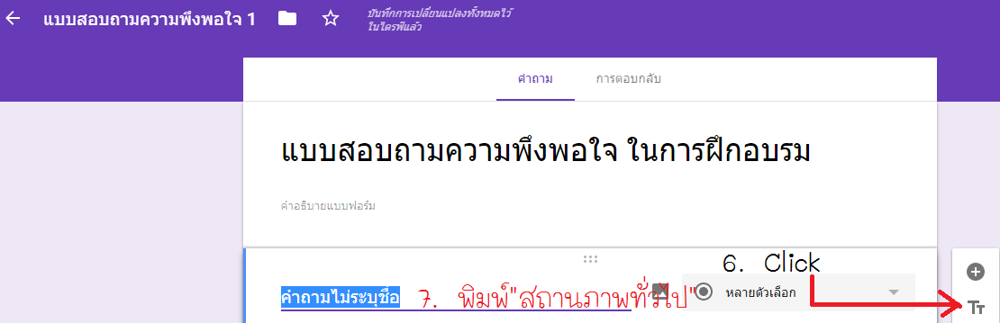 แบบสอบถามความพึงพอใจ 1
บันทึกการเปลี่ยนแปลงทั้งหมดไว้
ในไดรฟ์แล้ว
คำถาม การตอบกลับ
แบบสอบถามความพึงพอใจ ในการฝึกอบรม
คำอธิบายแบบฟอร์ม
6. Click
คำถามไม่ระบุชื่อ 7. พิมพ์"สถานภาพทั่วไป" หลายตัวเลือก